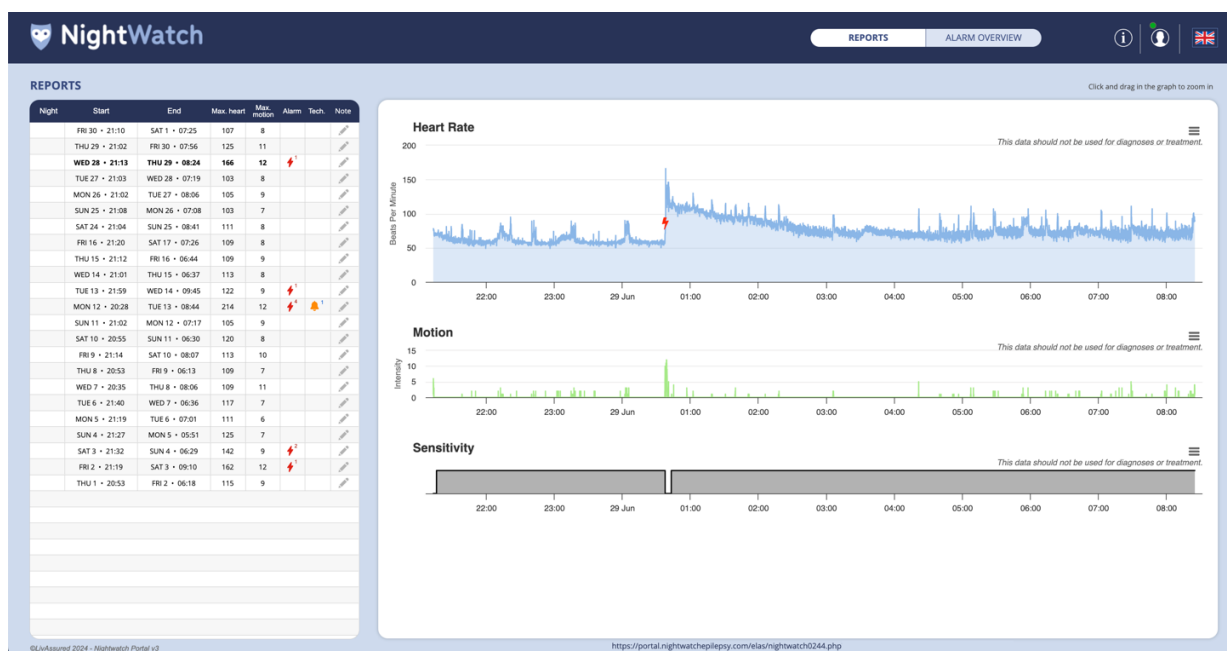 NightWatch
REPORTS ALARM OVERVIEW
REPORTS
Click and drag in the graph to zoom in
Night Start End Max. heart Max. motion Alarm Tech. Note
FRI 30 • 21:10 SAT 1 • 07:25 107 8
THU 29 • 21:02 FRI 30 • 07:56 125 11
WED 28 • 21:13 THU 29 • 08:24 166 12 1
TUE 27 • 21:03 WED 28 • 07:19 103 8
MON 26 • 21:02 TUE 27 • 08:06 105 9
SUN 25 • 21:08 MON 26 • 07:08 103 7
SAT 24 • 21:04 SUN 25 • 08:41 111 8
FRI 16 • 21:20 SAT 17 • 07:26 109 8
THU 15 • 21:12 FRI 16 • 06:44 109 9
WED 14 • 21:01 THU 15 • 06:37 113 8
TUE 13 • 21:59 WED 14 • 09:45 122 9 1
MON 12 • 20:28 TUE 13 • 08:44 214 12 4 1
SUN 11 • 21:02 MON 12 • 07:17 105 9
SAT 10 • 20:55 SUN 11 • 06:30 120 8
FRI 9 • 21:14 SAT 10 • 08:07 113 10
THU 8 • 20:53 FRI 9 • 06:13 109 7
WED 7 • 20:35 THU 8 • 08:06 109 11
TUE 6 • 21:40 WED 7 • 06:36 117 7
MON 5 • 21:19 TUE 6 • 07:01 111 6
SUN 4 • 21:27 MON 5 • 05:51 125 7
SAT 3 • 21:32 SUN 4 • 06:29 142 9 2
FRI 2 • 21:19 SAT 3 • 09:10 162 12 1
THU 1 • 20:53 FRI 2 • 06:18 115 9
Heart Rate
This data should not be used for diagnoses or treatment.
Beats Per Minute
200
150
100
50
0
22:00 23:00 29 Jun 01:00 02:00 03:00 04:00 05:00 06:00 07:00 08:00
Motion
This data should not be used for diagnoses or treatment.
Intensity
15
10
5
0
22:00 23:00 29 Jun 01:00 02:00 03:00 04:00 05:00 06:00 07:00 08:00
Sensitivity
This data should not be used for diagnoses or treatment.
22:00 23:00 29 Jun 01:00 02:00 03:00 04:00 05:00 06:00 07:00 08:00
©LivAssured 2024 - Nightwatch Portal v3
https://portal.nightwatchepilepsy.com/elas/nightwatch0244.php